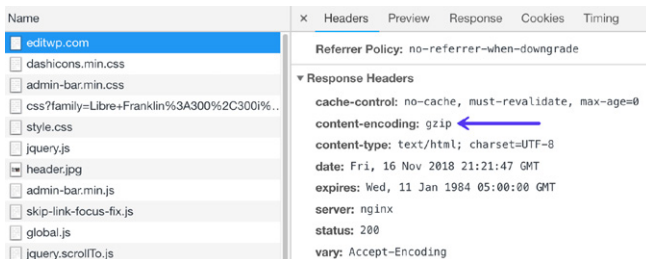 Name
editwp.com
dashicons.min.css
admin-bar.min.css
css?family=Libre+Franklin%3A300%2C300i%...
style.css
jquery.js
header.jpg
admin-bar.min.js
skip-link-focus-fix.js
global.js
jquery.scrollTo.js
× Headers Preview Response Cookies Timing
Referrer Policy: no-referrer-when-downgrade
▼ Response Headers
cache-control: no-cache, must-revalidate, max-age=0
content-encoding: gzip
content-type: text/html; charset=UTF-8
date: Fri, 16 Nov 2018 21:21:47 GMT
expires: Wed, 11 Jan 1984 05:00:00 GMT
server: nginx
status: 200
vary: Accept-Encoding